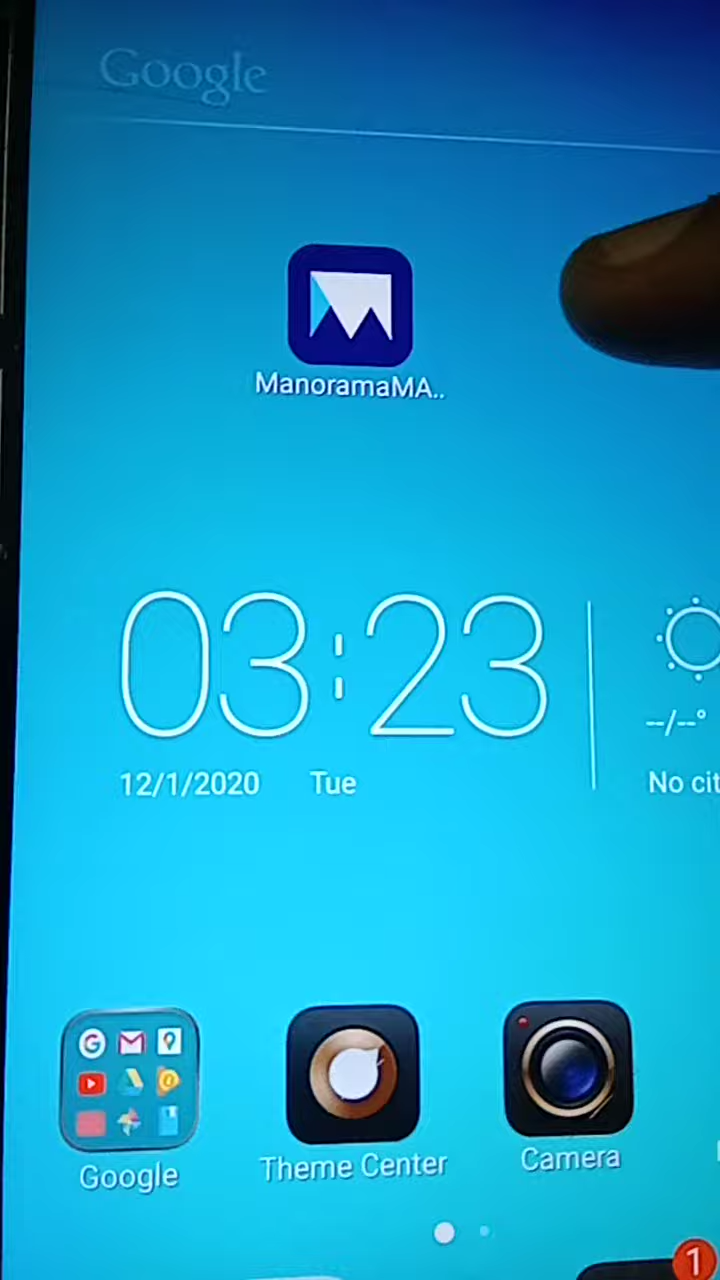 Google
ManoramaMA..
03:23
--/--°
12/1/2020 Tue
No cit
Google
Theme Center
Camera
1